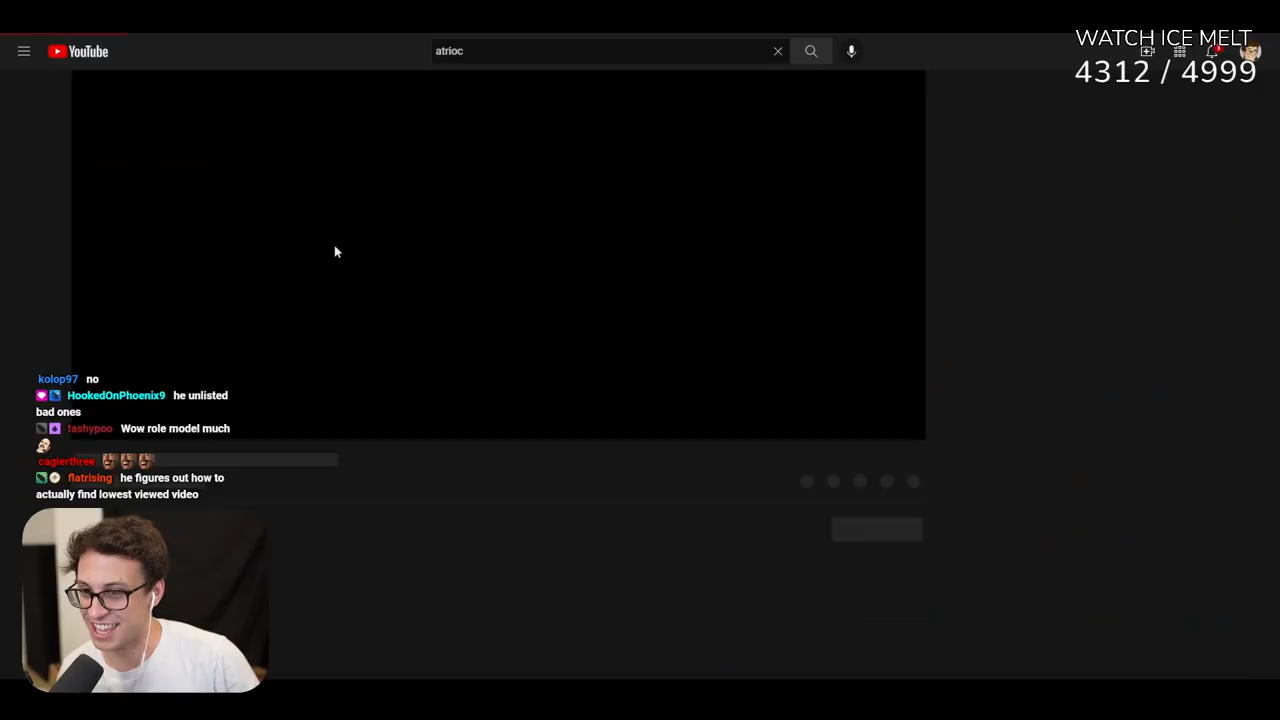 WATCH ICE MELT
YouTube
atrioc
4312 / 4999
kolop97 no
HookedOnPhoenix9 he unlisted
bad ones
tashypoo Wow role model much
caglerthree
flatrising he figures out how to
actually find lowest viewed video